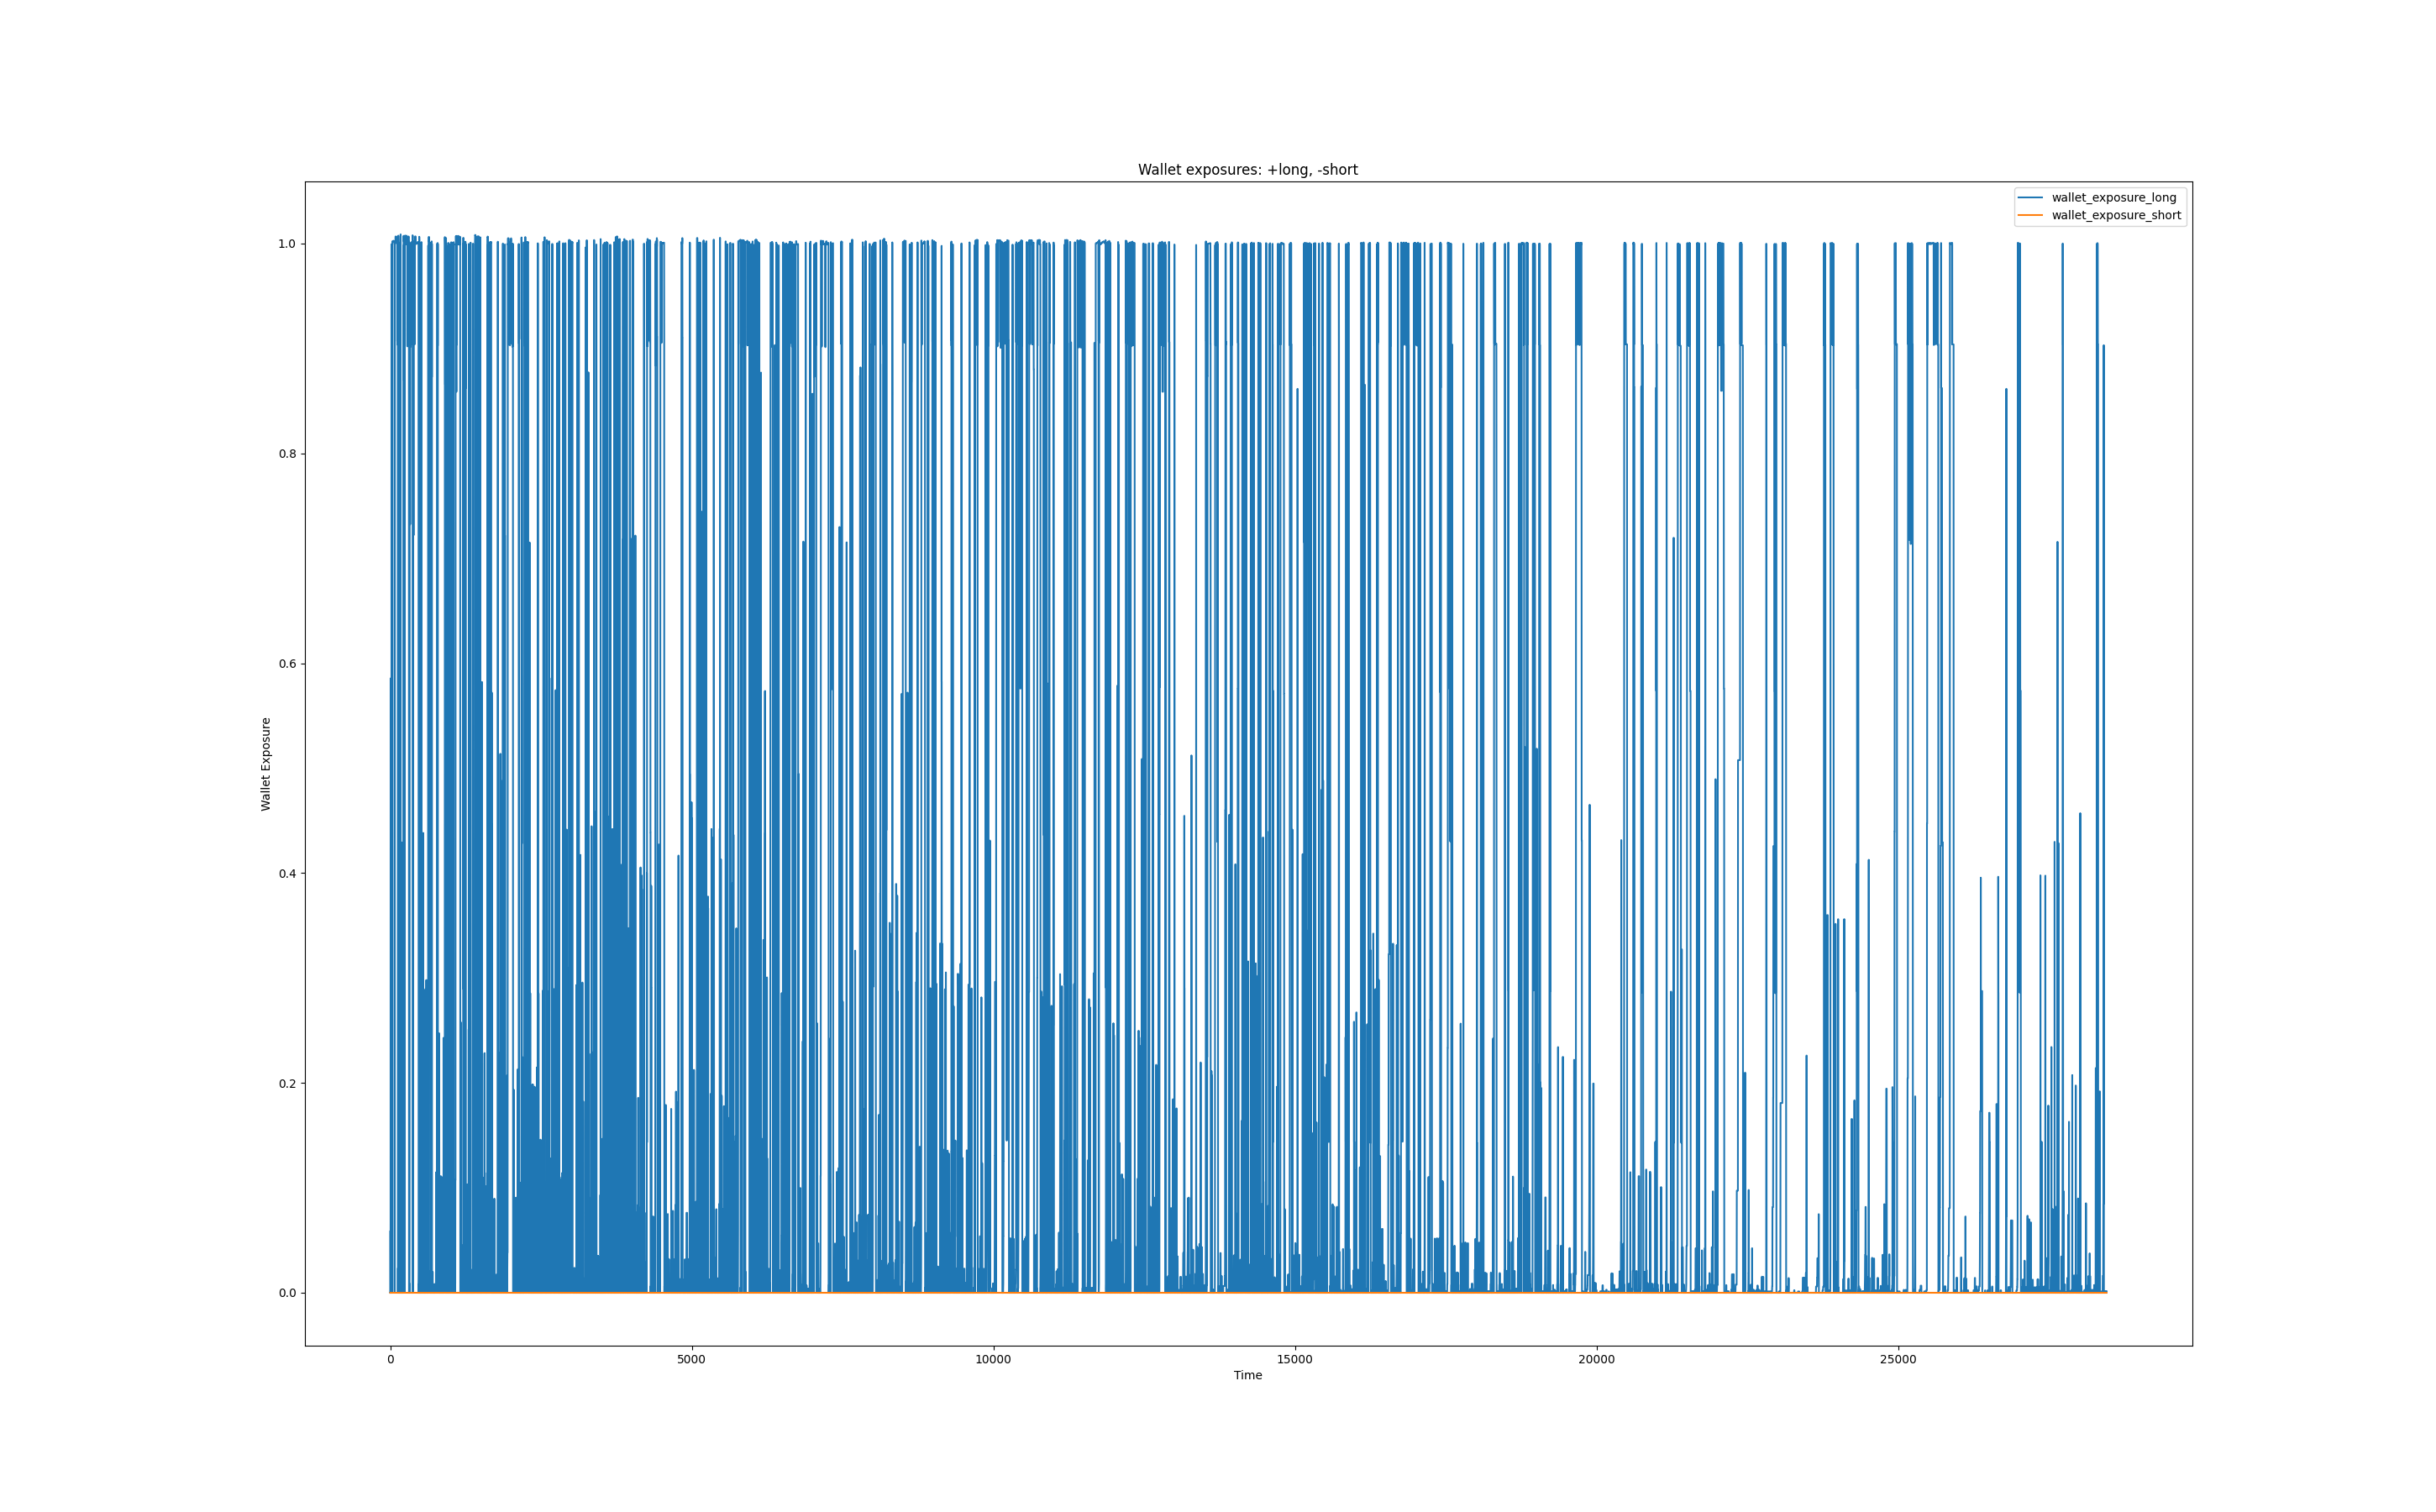 Wallet exposures: +long, -short
wallet_exposure_long
wallet_exposure_short
1.0
0.8
0.6
0.4
0.2
0.0
Wallet Exposure
0 5000 10000 15000 20000 25000
Time